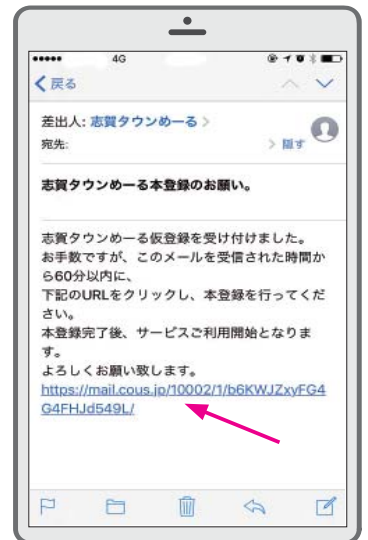 4G
戻る
差出人: 志賀タウンめーる
宛先:
隠す
志賀タウンめーる本登録のお願い。
志賀タウンめーる仮登録を受け付けました。
お手数ですが、このメールを受信された時間か
ら60分以内に、
下記のURLをクリックし、本登録を行ってくだ
さい。
本登録完了後、サービスご利用開始となりま
す。
よろしくお願い致します。
https://mail.cous.jp/10002/1/b6KWJZxyFG4
G4FHJd549L/